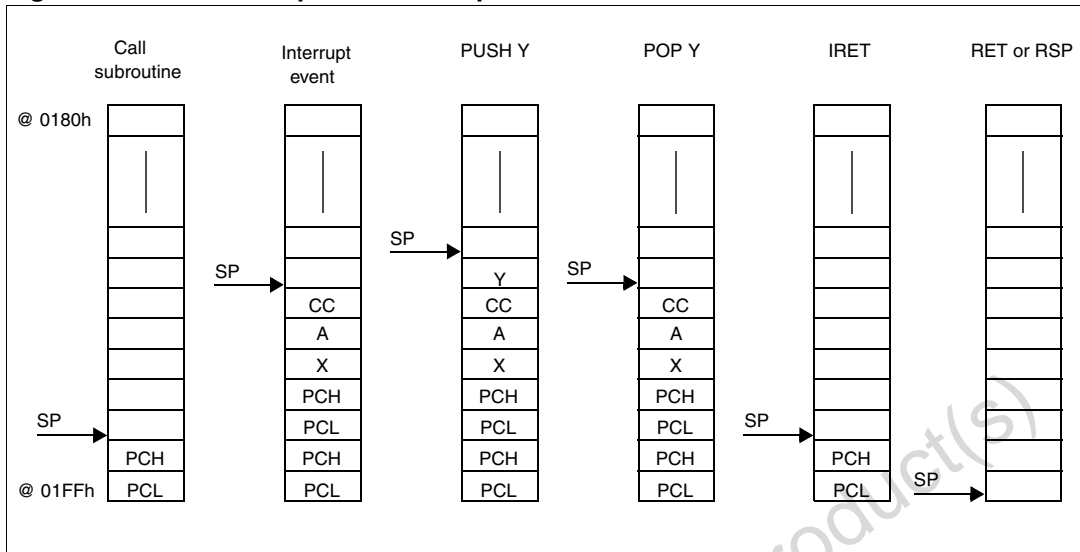 Call
subroutine
Interrupt
event
PUSH Y
POP Y
IRET
RET or RSP
@ 0180h
SP
SP
Y
SP
CC
CC
CC
A
A
A
X
X
X
PCH
PCH
PCH
SP
PCL
PCL
PCL
SP
PCH
PCH
PCH
PCH
PCH
@ 01FFh
PCL
PCL
PCL
PCL
PCL
SP
roduct(s)